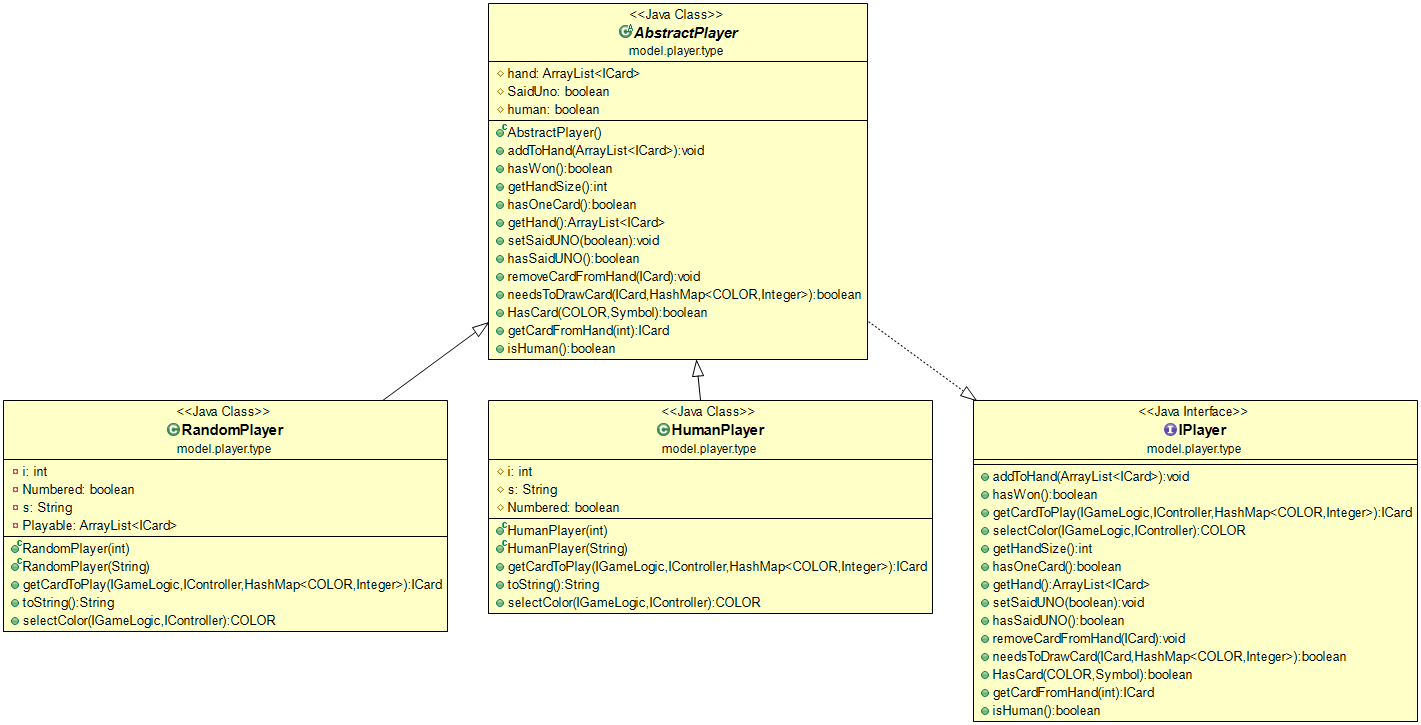 <<Java Class>>
AbstractPlayer
model.player.type
hand: ArrayList<ICard>
SaidUno: boolean
human: boolean
AbstractPlayer()
addToHand(ArrayList<ICard>):void
hasWon():boolean
getHandSize():int
hasOneCard():boolean
getHand():ArrayList<ICard>
setSaidUNO(boolean):void
hasSaidUNO():boolean
removeCardFromHand(ICard):void
needsToDrawCard(ICard,HashMap<COLOR,Integer>):boolean
HasCard(COLOR,Symbol):boolean
getCardFromHand(int):ICard
isHuman():boolean
<<Java Class>>
RandomPlayer
model.player.type
i: int
Numbered: boolean
s: String
Playable: ArrayList<ICard>
RandomPlayer(int)
RandomPlayer(String)
getCardToPlay(IGameLogic,IController,HashMap<COLOR,Integer>):ICard
toString():String
selectColor(IGameLogic,IController):COLOR
<<Java Class>>
HumanPlayer
model.player.type
i: int
s: String
Numbered: boolean
HumanPlayer(int)
HumanPlayer(String)
getCardToPlay(IGameLogic,IController,HashMap<COLOR,Integer>):ICard
toString():String
selectColor(IGameLogic,IController):COLOR
<<Java Interface>>
IPlayer
model.player.type
addToHand(ArrayList<ICard>):void
hasWon():boolean
getCardToPlay(IGameLogic,IController,HashMap<COLOR,Integer>):ICard
selectColor(IGameLogic,IController):COLOR
getHandSize():int
hasOneCard():boolean
getHand():ArrayList<ICard>
setSaidUNO(boolean):void
hasSaidUNO():boolean
removeCardFromHand(ICard):void
needsToDrawCard(ICard,HashMap<COLOR,Integer>):boolean
HasCard(COLOR,Symbol):boolean
getCardFromHand(int):ICard
isHuman():boolean